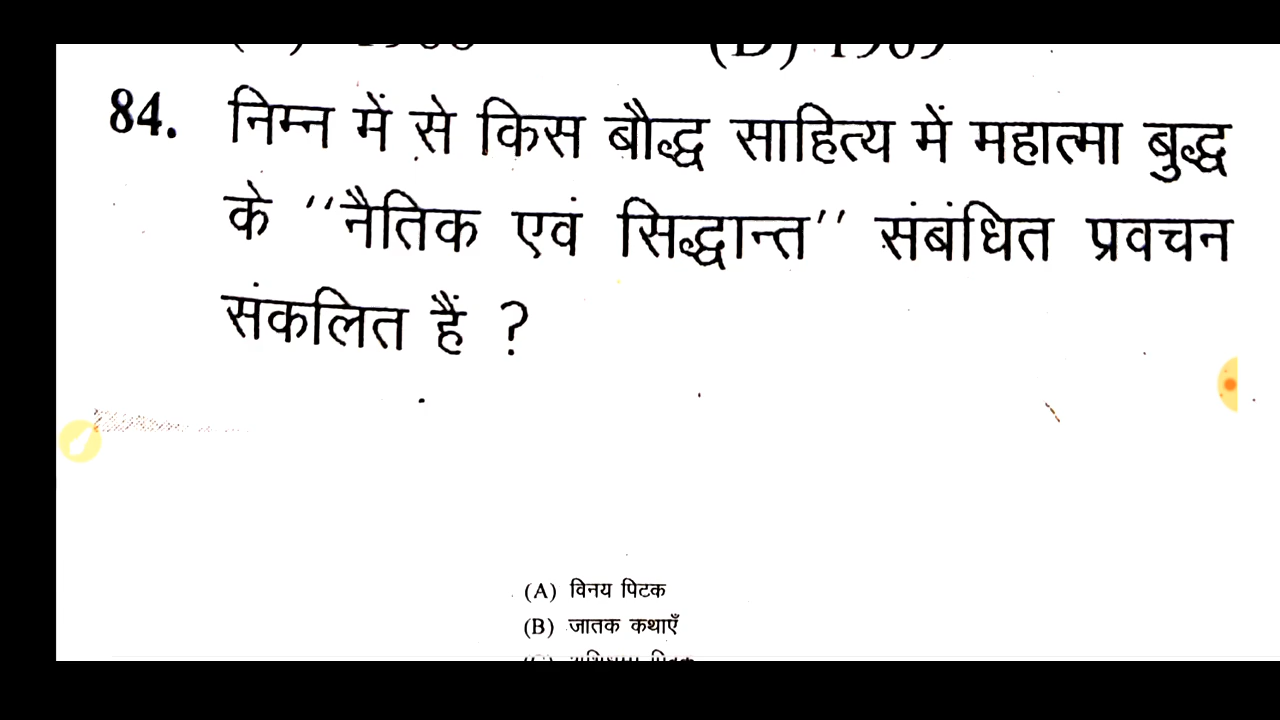 84. निम्न में से किस बौद्ध साहित्य में महात्मा बुद्ध
के ‘‘नैतिक एवं सिद्धान्त’’ संबंधित प्रवचन
संकलित हैं ?
(A) विनय पिटक
(B) जातक कथाएँ